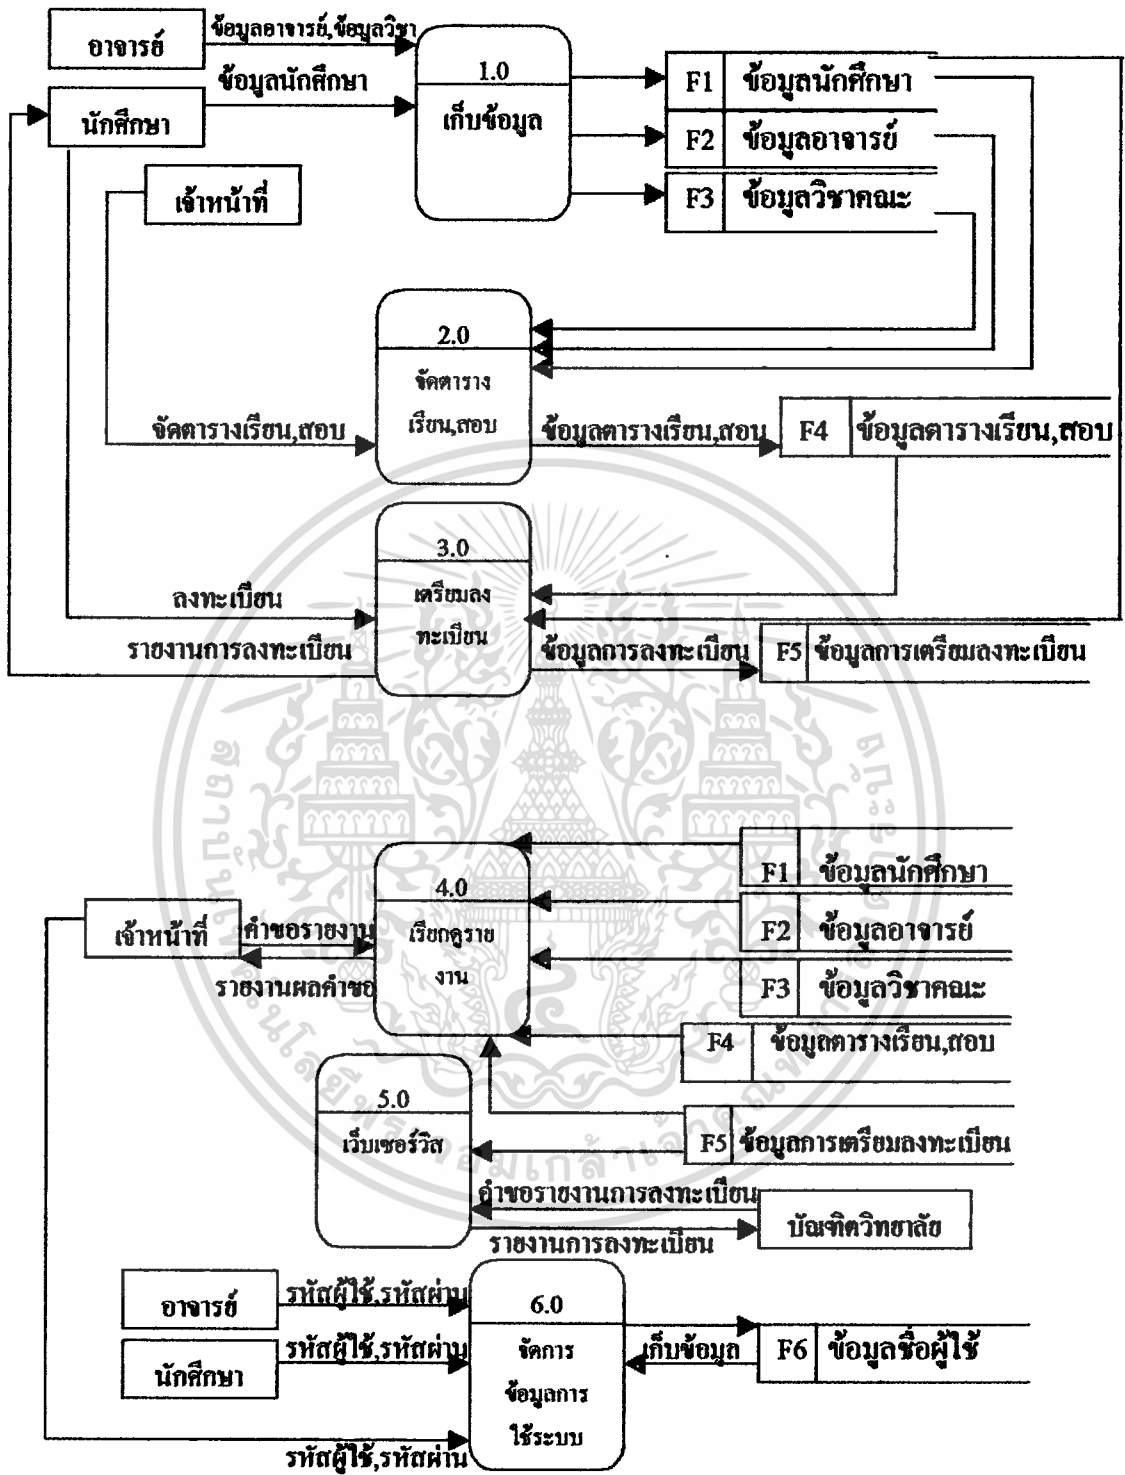 อาจารย์
ข้อมูลอาจารย์,ข้อมูลวิชา
นักศึกษา
ข้อมูลนักศึกษา
เจ้าหน้าที่
1.0
เก็บข้อมูล
F1 ข้อมูลนักศึกษา
F2 ข้อมูลอาจารย์
F3 ข้อมูลวิชาคณะ
2.0
จัดตาราง
เรียน,สอบ
จัดตารางเรียน,สอบ
ข้อมูลตารางเรียน,สอบ
F4 ข้อมูลตารางเรียน,สอบ
3.0
เตรียมลง
ทะเบียน
ลงทะเบียน
รายงานการลงทะเบียน
ข้อมูลการลงทะเบียน
F5 ข้อมูลการเตรียมลงทะเบียน
4.0
เรียกดูราย
งาน
เจ้าหน้าที่
คำขอรายงาน
รายงานผลคำขอ
F1 ข้อมูลนักศึกษา
F2 ข้อมูลอาจารย์
F3 ข้อมูลวิชาคณะ
F4 ข้อมูลตารางเรียน,สอบ
5.0
เว็บเซอร์วิส
F5 ข้อมูลการเตรียมลงทะเบียน
คำขอรายงานการลงทะเบียน
บัณฑิตวิทยาลัย
รายงานการลงทะเบียน
อาจารย์
รหัสผู้ใช้,รหัสผ่าน
นักศึกษา
รหัสผู้ใช้,รหัสผ่าน
รหัสผู้ใช้,รหัสผ่าน
6.0
จัดการ
ข้อมูลการ
ใช้ระบบ
เก็บข้อมูล
F6 ข้อมูลชื่อผู้ใช้